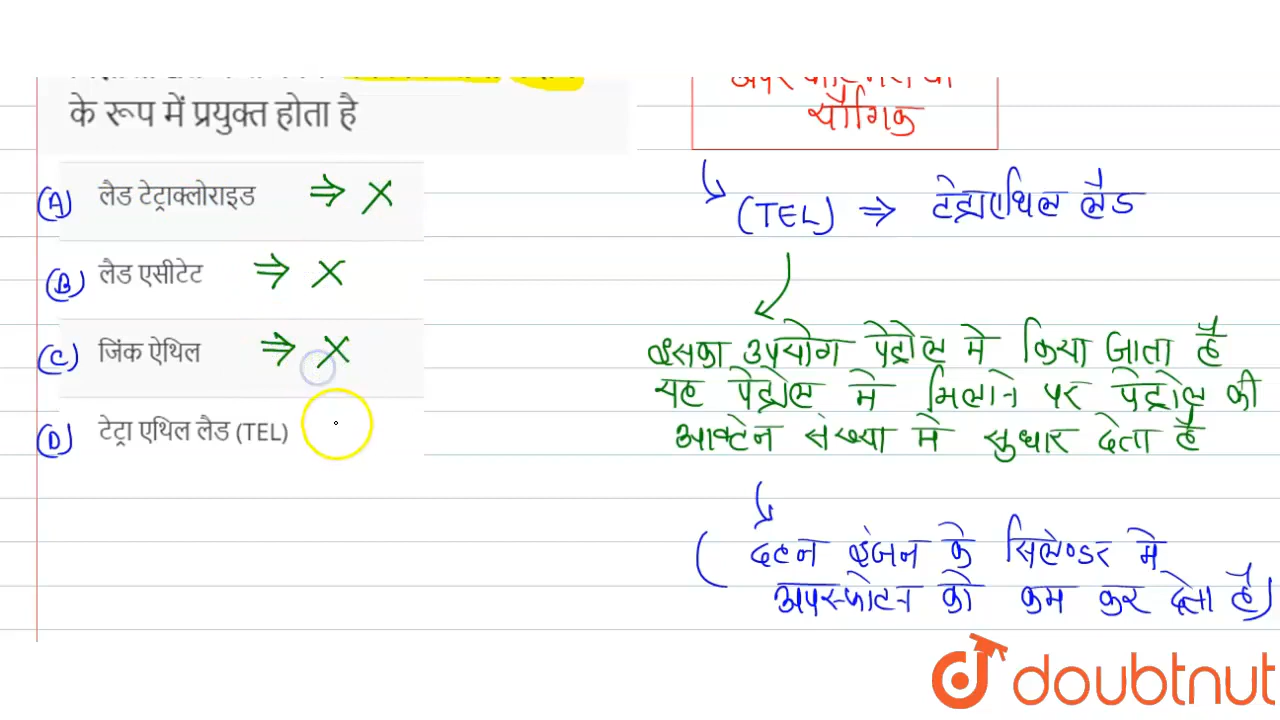 के रूप में प्रयुक्त होता है
(A) लैड टेट्राक्लोराइड ⇒ X
(B) लैड एसीटेट ⇒ X
(C) जिंक ऐथिल ⇒ X
(D) टेट्रा एथिल लैड (TEL)
यौगिक
(TEL) ⇒ टेट्राएथिल लैड
इसका उपयोग पेट्रोल मे किया जाता है
यह पेट्रोल मे मिलाने पर पेट्रोल की
आक्टेन संख्या मे सुधार देता है
( दहन इंजन के सिलेण्डर मे
अपस्फोटन को कम कर देता है)
doubtnut